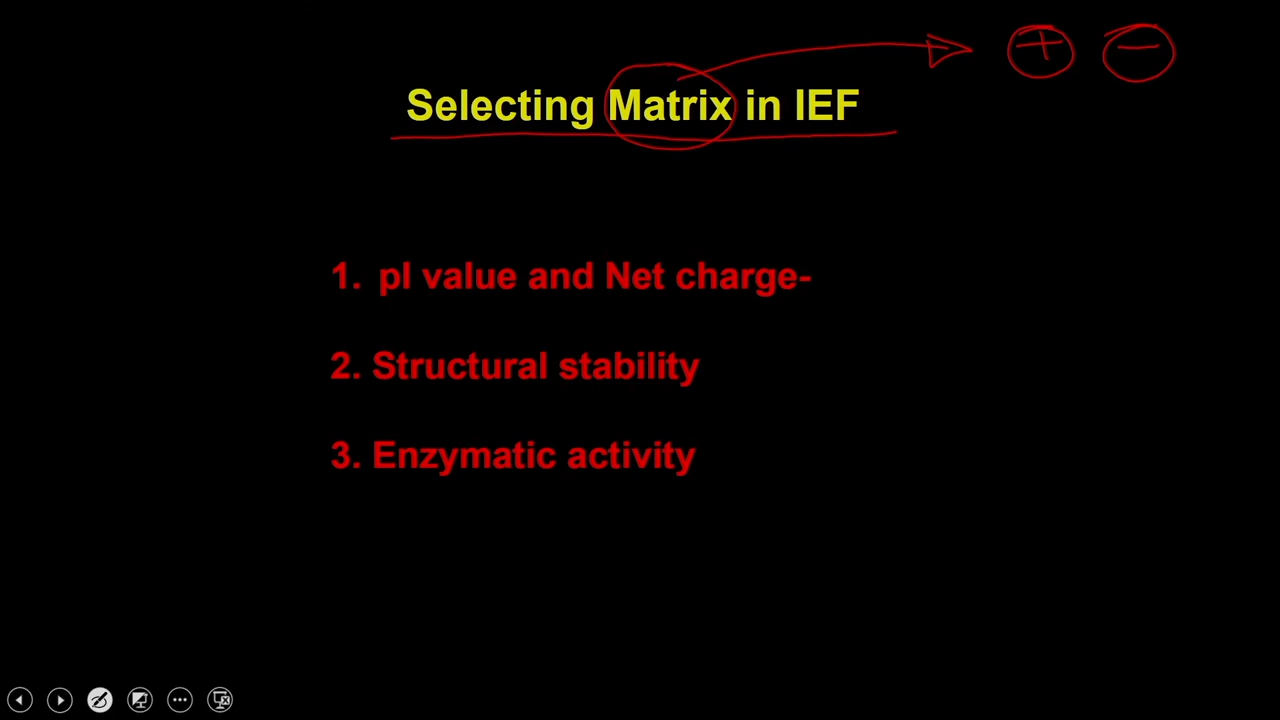 + −
Selecting Matrix in IEF
1. pI value and Net charge-
2. Structural stability
3. Enzymatic activity